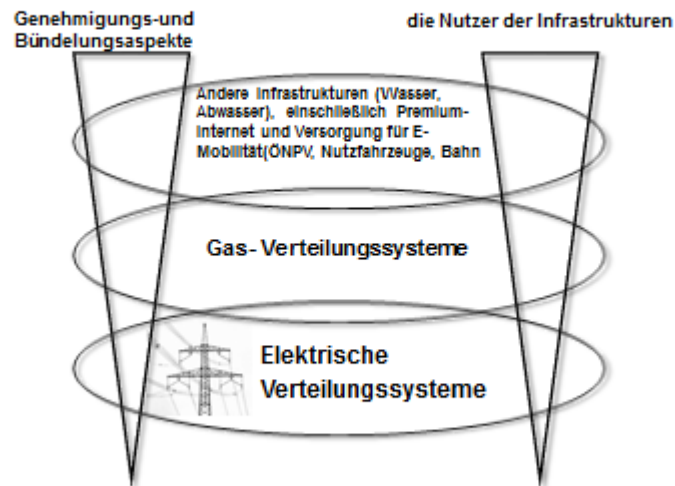 Genehmigungs-und
Bündelungsaspekte
die Nutzer der Infrastrukturen
Andere Infrastrukturen (Wasser,
Abwasser), einschließlich Premium-
Internet und Versorgung für E-
Mobilität(ÖNPV, Nutzfahrzeuge, Bahn
Gas- Verteilungssysteme
Elektrische
Verteilungssysteme